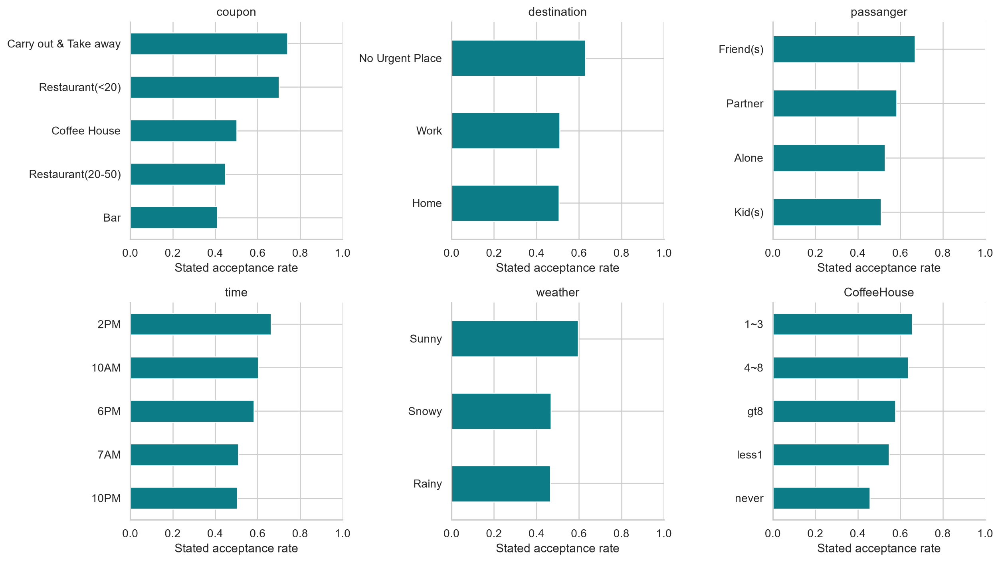 coupon
Carry out & Take away
Restaurant(<20)
Coffee House
Restaurant(20-50)
Bar
0.0 0.2 0.4 0.6 0.8 1.0
Stated acceptance rate
destination
No Urgent Place
Work
Home
0.0 0.2 0.4 0.6 0.8 1.0
Stated acceptance rate
passanger
Friend(s)
Partner
Alone
Kid(s)
0.0 0.2 0.4 0.6 0.8 1.0
Stated acceptance rate
time
2PM
10AM
6PM
7AM
10PM
0.0 0.2 0.4 0.6 0.8 1.0
Stated acceptance rate
weather
Sunny
Snowy
Rainy
0.0 0.2 0.4 0.6 0.8 1.0
Stated acceptance rate
CoffeeHouse
1~3
4~8
gt8
less1
never
0.0 0.2 0.4 0.6 0.8 1.0
Stated acceptance rate